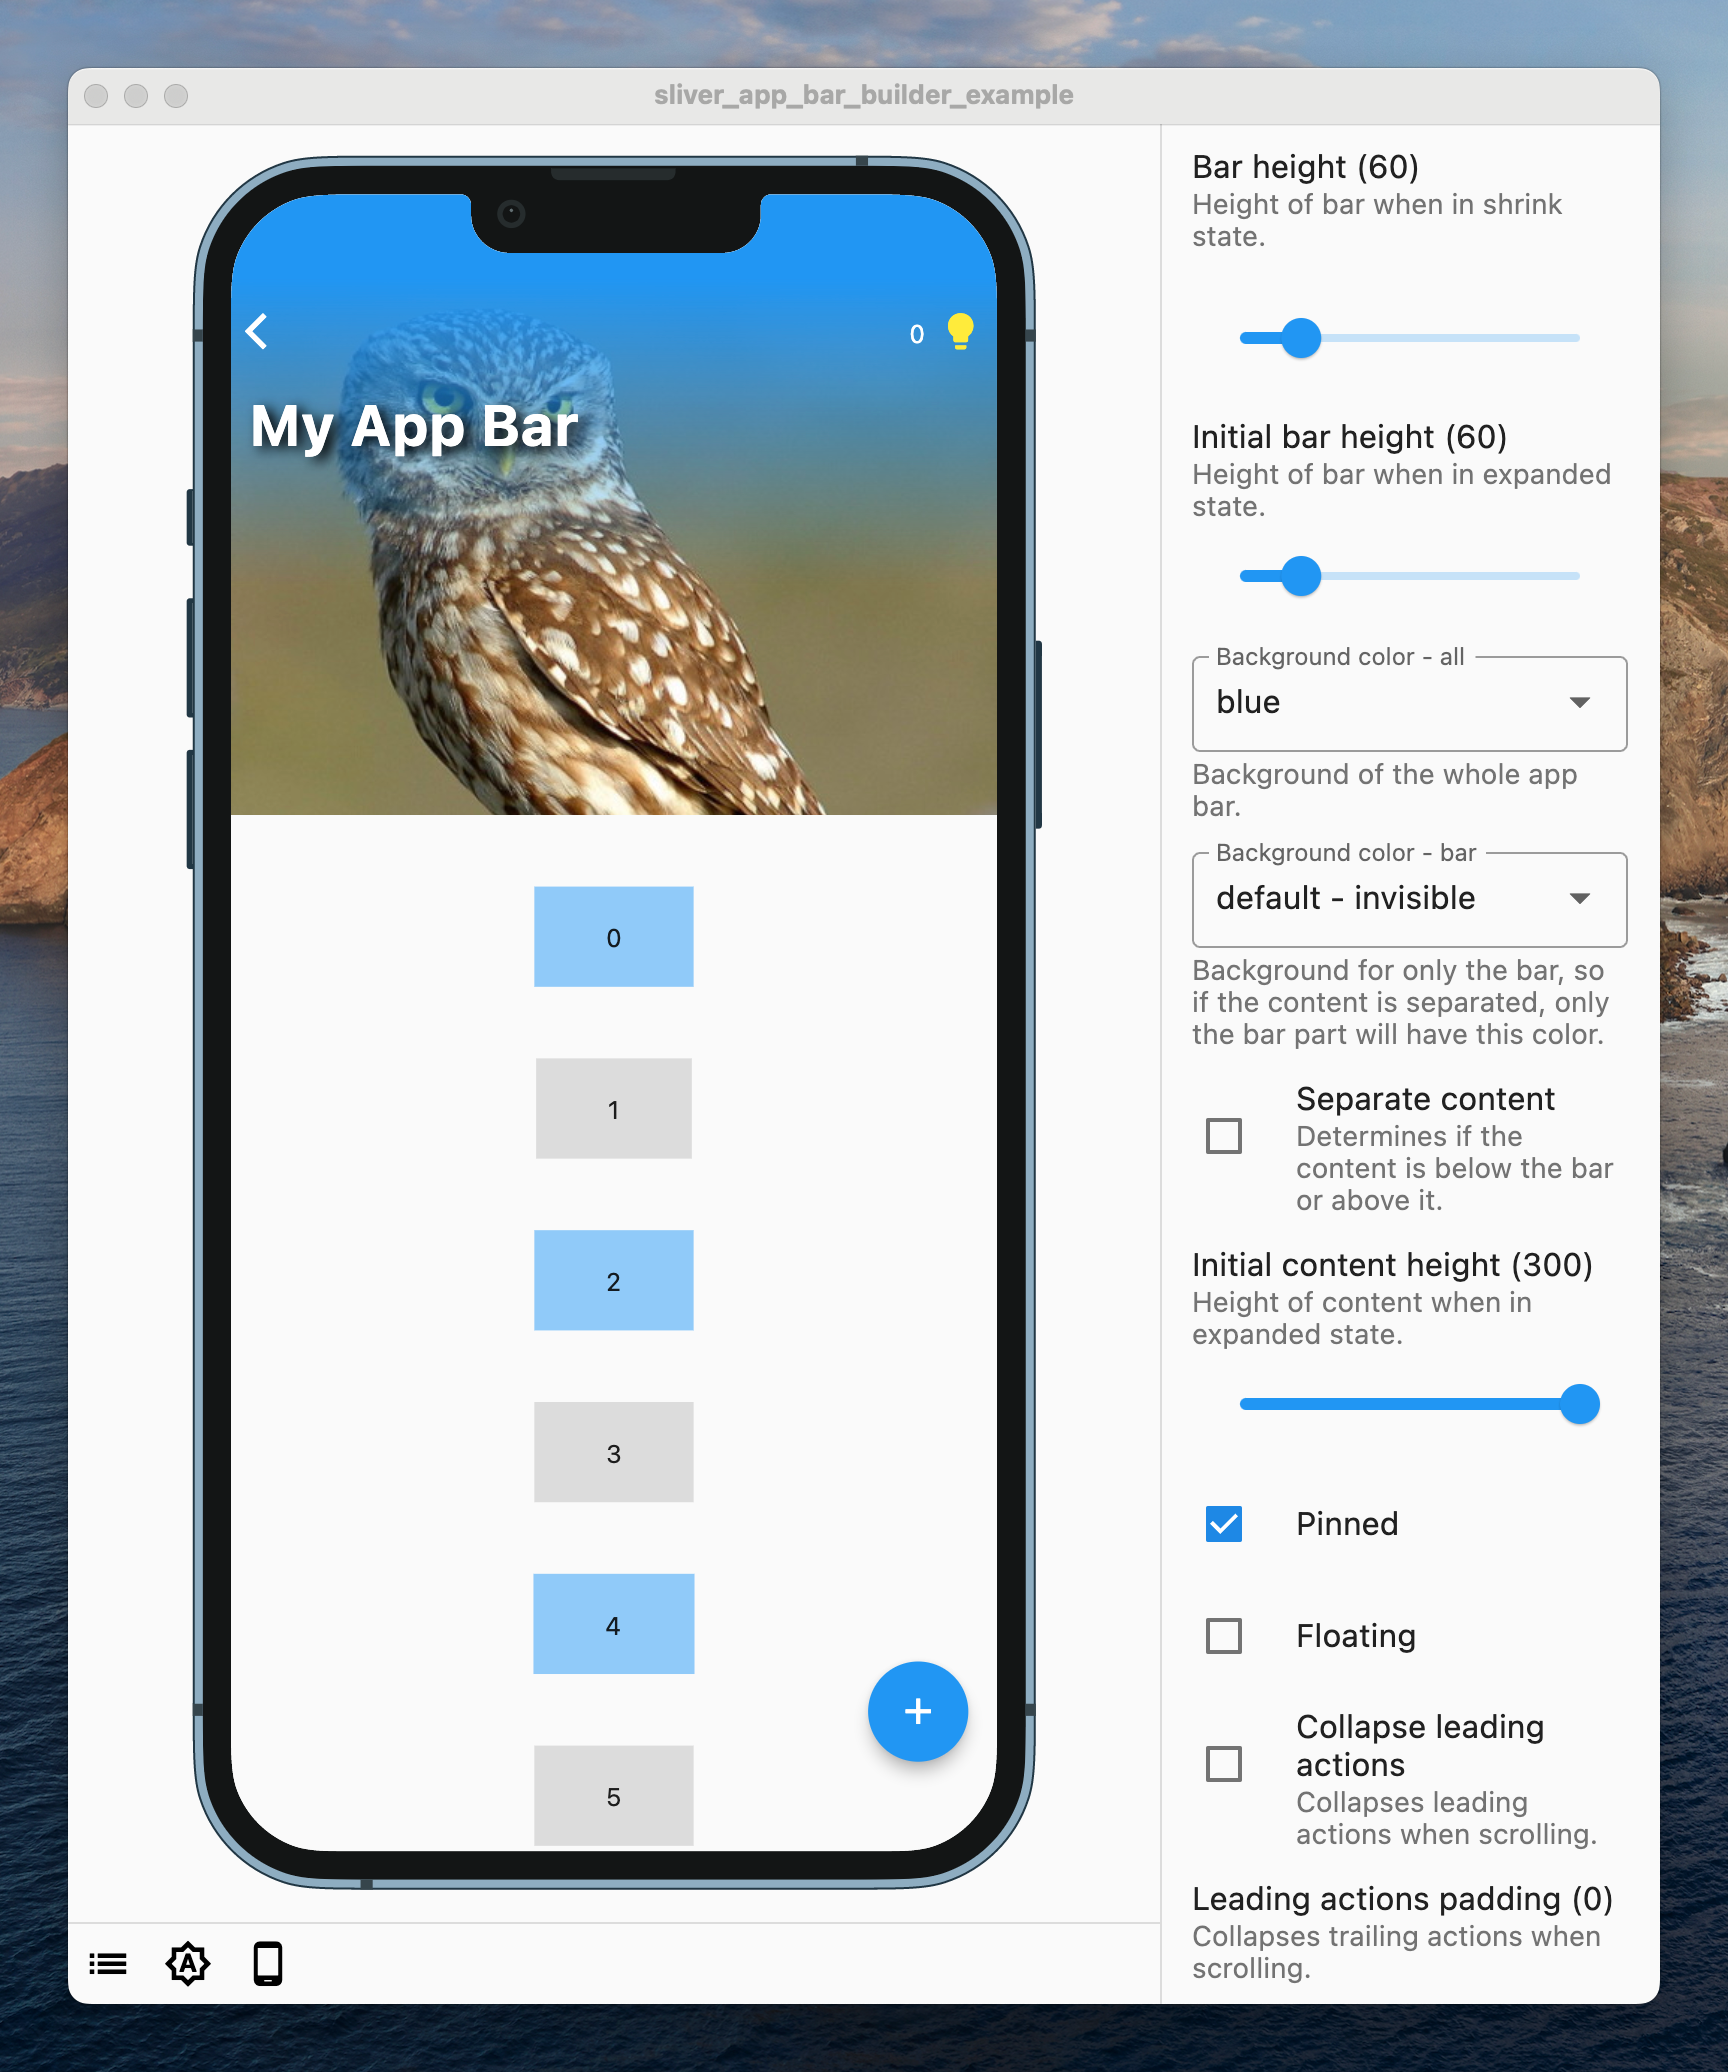 sliver_app_bar_builder_example
0
My App Bar
0
1
2
3
4
5
A
Bar height (60)
Height of bar when in shrink
state.
Initial bar height (60)
Height of bar when in expanded
state.
Background color - all
blue
Background of the whole app
bar.
Background color - bar
default - invisible
Background for only the bar, so
if the content is separated, only
the bar part will have this color.
Separate content
Determines if the
content is below the bar
or above it.
Initial content height (300)
Height of content when in
expanded state.
Pinned
Floating
Collapse leading
actions
Collapses leading
actions when scrolling.
Leading actions padding (0)
Collapses trailing actions when
scrolling.